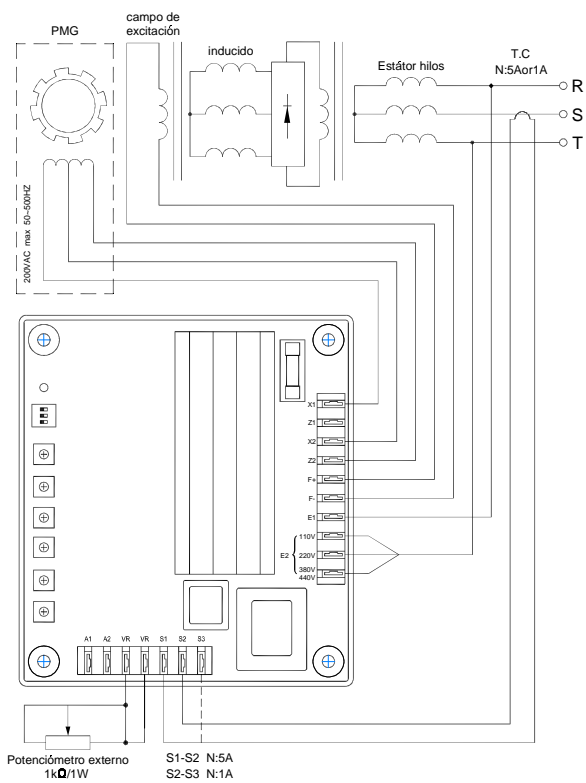 PMG
campo de
excitación
inducido
Estátor hilos
T.C
N:5Aor1A
R
S
T
200VAC max 50~500HZ
X1
Z1
X2
Z2
F+
F-
E1
110V
E2
220V
380V
440V
A1 A2 VR VR S1 S2 S3
Potenciómetro externo
1kΩ/1W
S1-S2 N:5A
S2-S3 N:1A